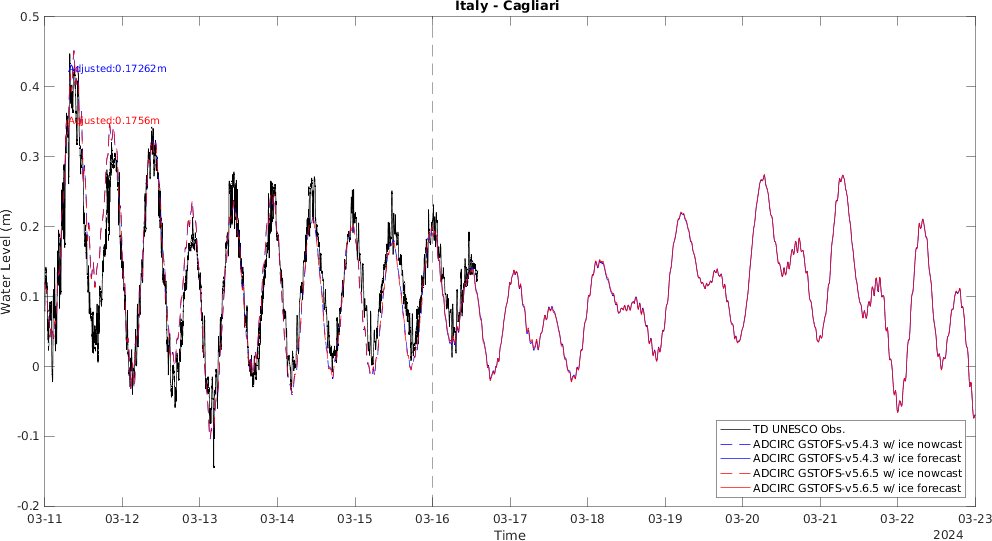 Italy - Cagliari
Water Level (m)
0.5
0.4
0.3
0.2
0.1
0
-0.1
-0.2
Adjusted:0.17262m
Adjusted:0.1756m
TD UNESCO Obs.
ADCIRC GSTOFS-v5.4.3 w/ ice nowcast
ADCIRC GSTOFS-v5.4.3 w/ ice forecast
ADCIRC GSTOFS-v5.6.5 w/ ice nowcast
ADCIRC GSTOFS-v5.6.5 w/ ice forecast
03-11 03-12 03-13 03-14 03-15 03-16 03-17 03-18 03-19 03-20 03-21 03-22 03-23
Time
2024